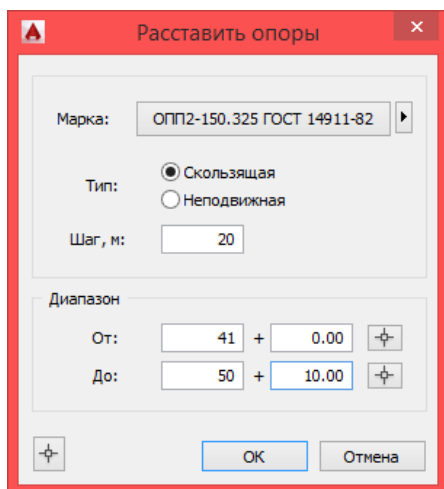 Расставить опоры
Марка: ОПП2-150.325 ГОСТ 14911-82
Тип: Скользящая
Неподвижная
Шаг, м: 20
Диапазон
От: 41 + 0.00
До: 50 + 10.00
OK Отмена